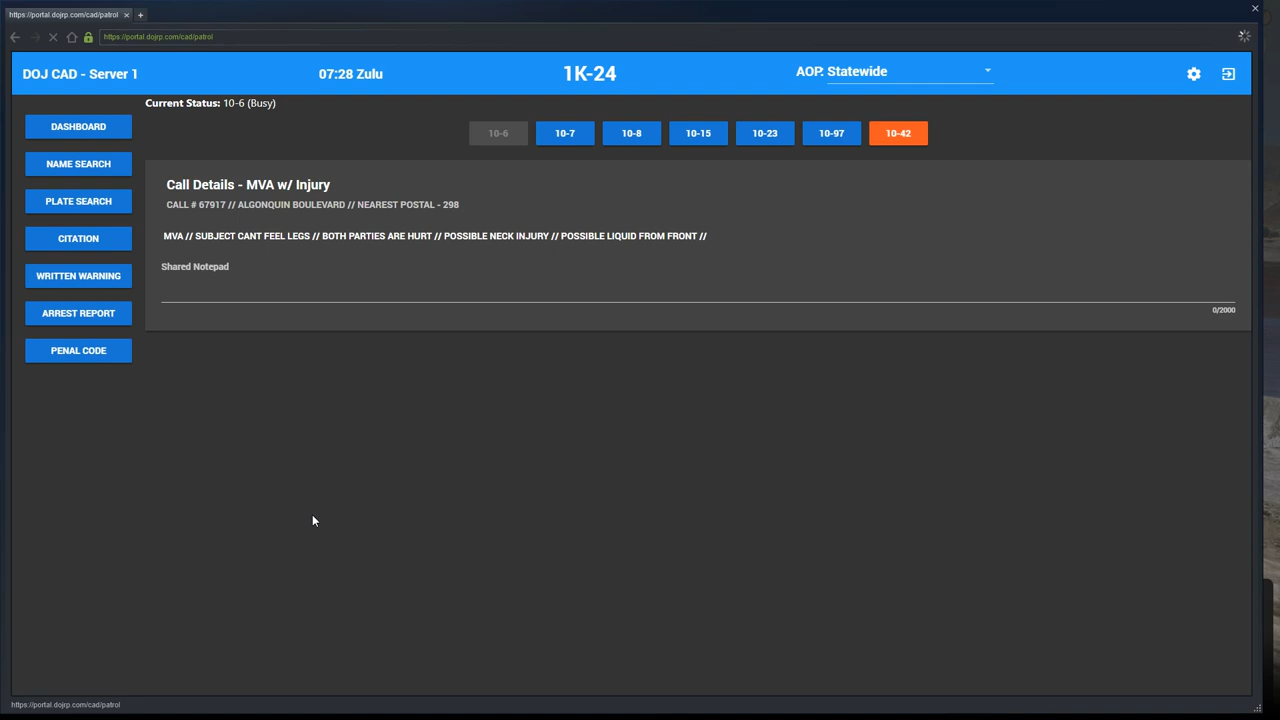 https://portal.dojrp.com/cad/patrol
https://portal.dojrp.com/cad/patrol
DOJ CAD - Server 1
07:28 Zulu
1K-24
AOP: Statewide
Current Status: 10-6 (Busy)
DASHBOARD
10-6
10-7
10-8
10-15
10-23
10-97
10-42
NAME SEARCH
PLATE SEARCH
CITATION
WRITTEN WARNING
ARREST REPORT
PENAL CODE
Call Details - MVA w/ Injury
CALL # 67917 // ALGONQUIN BOULEVARD // NEAREST POSTAL - 298
MVA // SUBJECT CANT FEEL LEGS // BOTH PARTIES ARE HURT // POSSIBLE NECK INJURY // POSSIBLE LIQUID FROM FRONT //
Shared Notepad
0/2000
https://portal.dojrp.com/cad/patrol